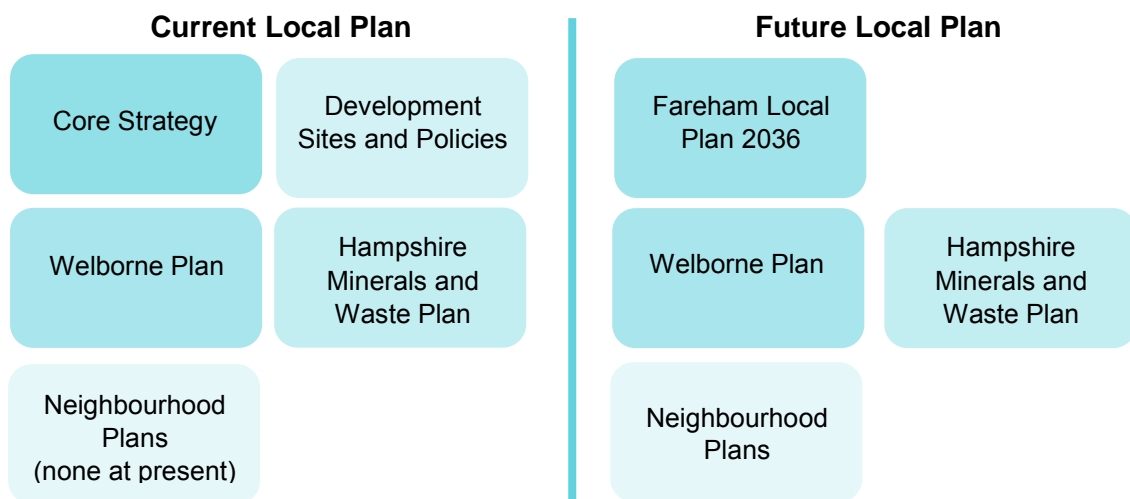 Current Local Plan
Core Strategy
Development
Sites and Policies
Welborne Plan
Hampshire
Minerals and
Waste Plan
Neighbourhood
Plans
(none at present)
Future Local Plan
Fareham Local
Plan 2036
Welborne Plan
Hampshire
Minerals and
Waste Plan
Neighbourhood
Plans